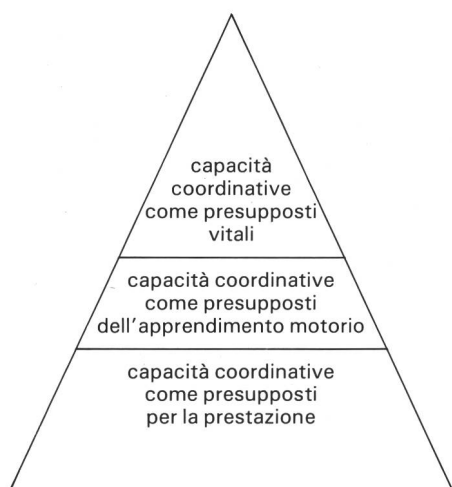 capacità
coordinative
come presupposti
vitali
capacità coordinative
come presupposti
dell'apprendimento motorio
capacità coordinative
come presupposti
per la prestazione